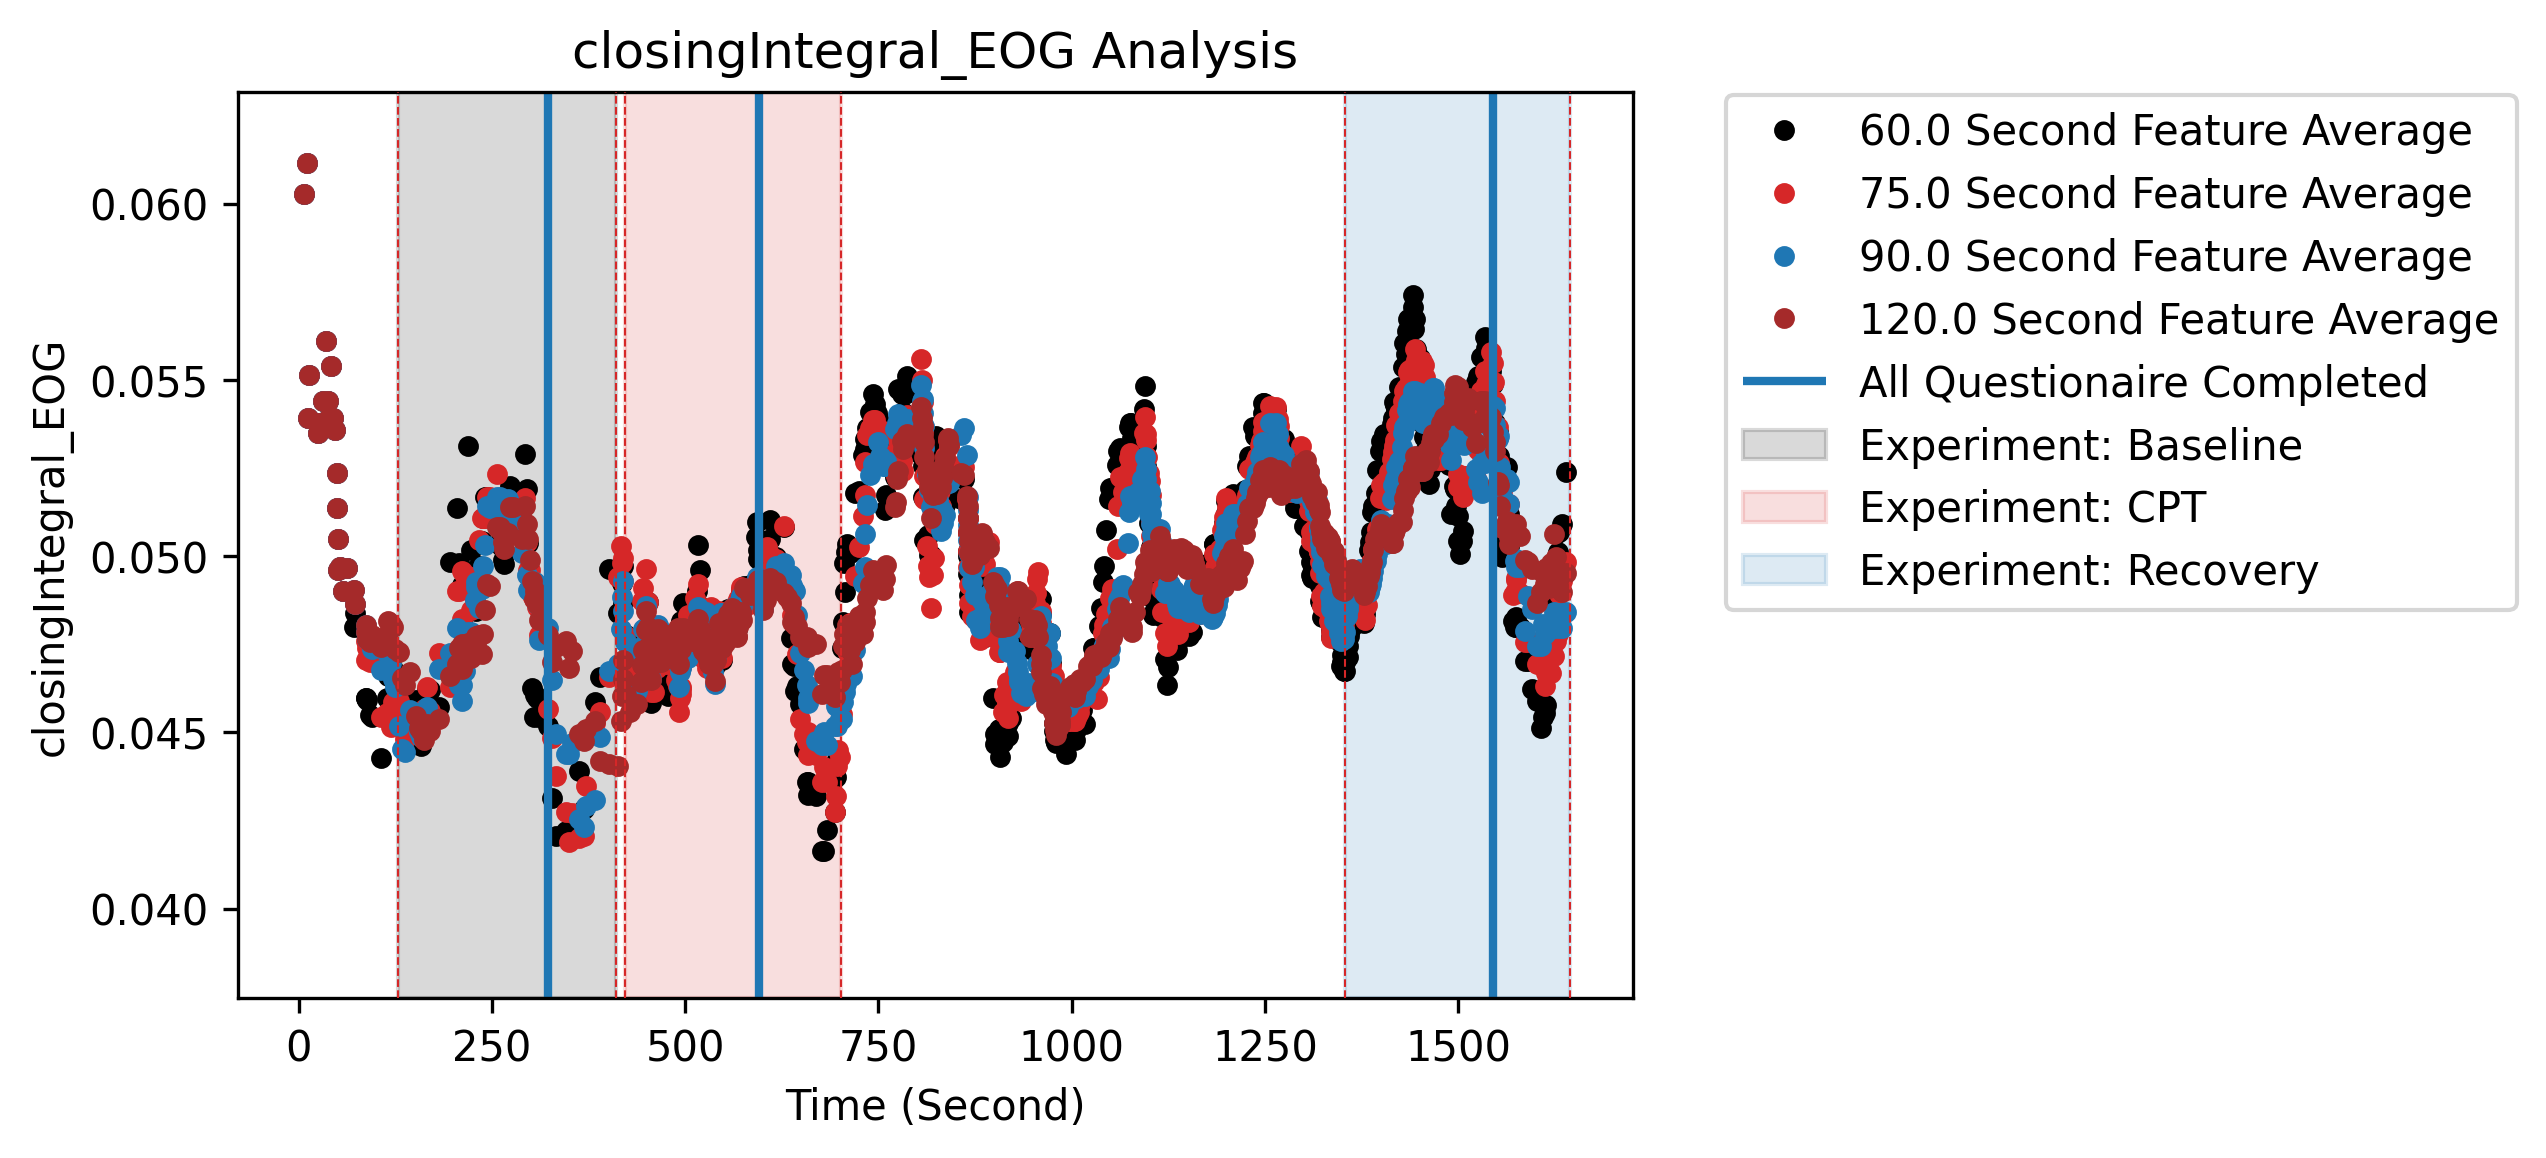 closingIntegral_EOG Analysis
closingIntegral_EOG
0.060
0.055
0.050
0.045
0.040
0
250
500
750
1000
1250
1500
Time (Second)
60.0 Second Feature Average
75.0 Second Feature Average
90.0 Second Feature Average
120.0 Second Feature Average
All Questionaire Completed
Experiment: Baseline
Experiment: CPT
Experiment: Recovery